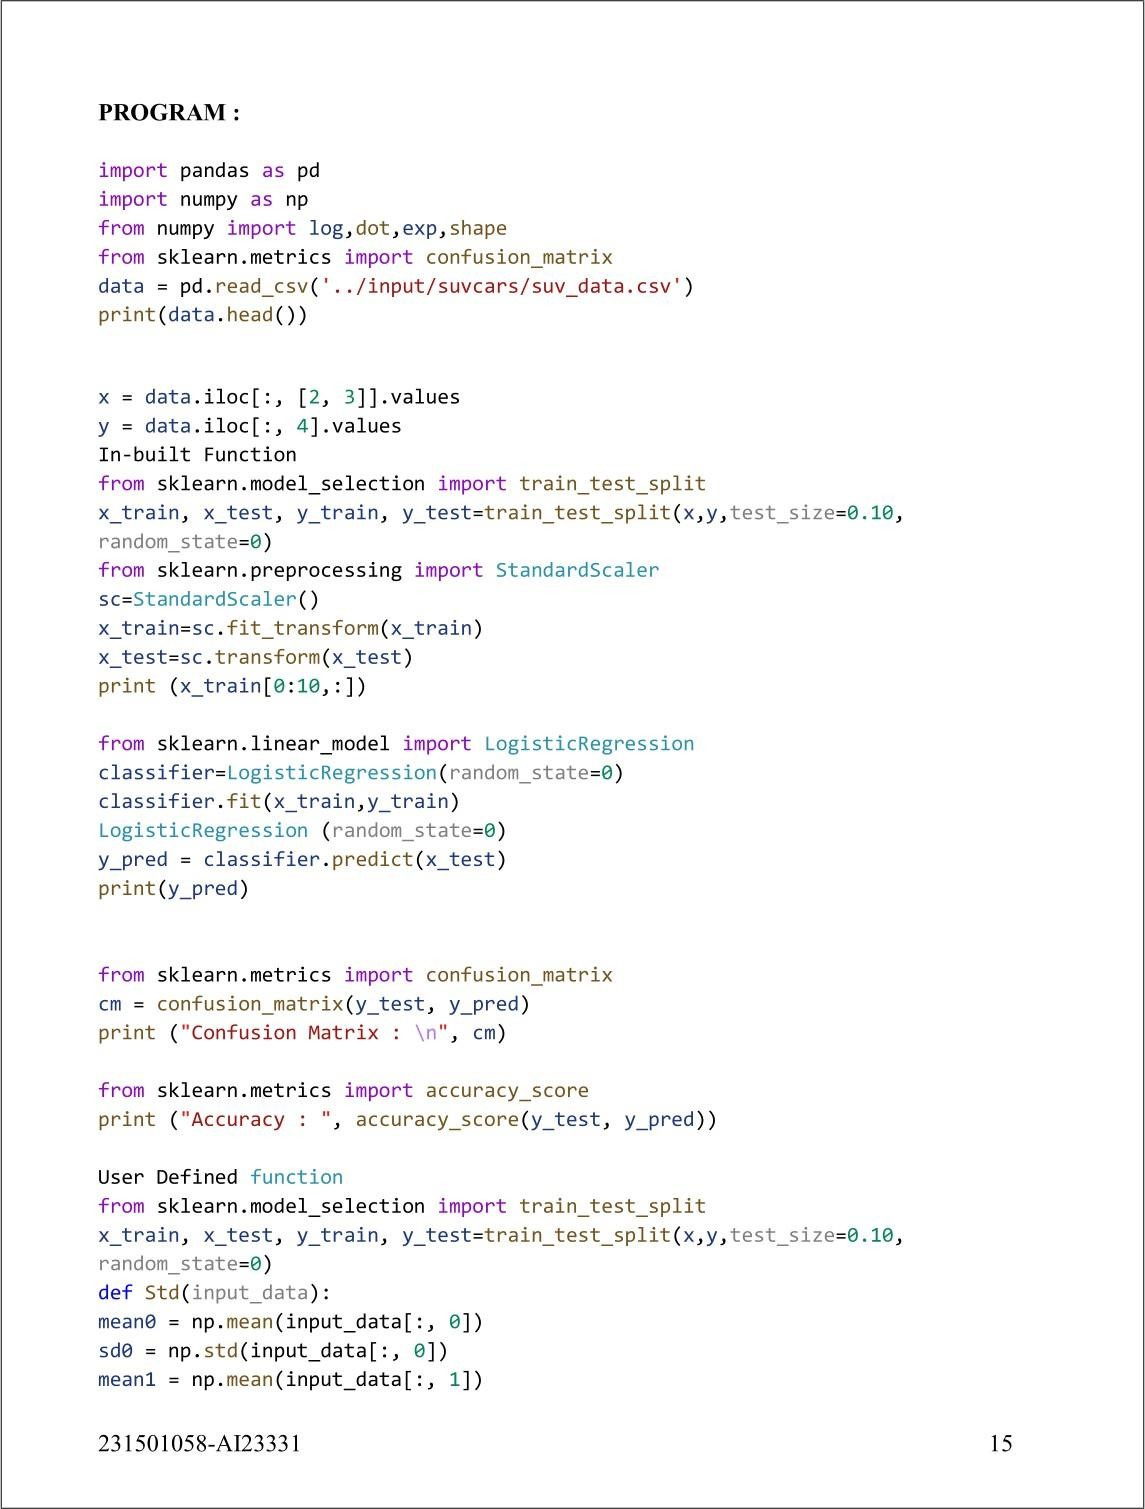 PROGRAM :
import pandas as pd
import numpy as np
from numpy import log,dot,exp,shape
from sklearn.metrics import confusion_matrix
data = pd.read_csv('../input/suvcars/suv_data.csv')
print(data.head())
x = data.iloc[:, [2, 3]].values
y = data.iloc[:, 4].values
In-built Function
from sklearn.model_selection import train_test_split
x_train, x_test, y_train, y_test=train_test_split(x,y,test_size=0.10,
random_state=0)
from sklearn.preprocessing import StandardScaler
sc=StandardScaler()
x_train=sc.fit_transform(x_train)
x_test=sc.transform(x_test)
print (x_train[0:10,:])
from sklearn.linear_model import LogisticRegression
classifier=LogisticRegression(random_state=0)
classifier.fit(x_train,y_train)
LogisticRegression (random_state=0)
y_pred = classifier.predict(x_test)
print(y_pred)
from sklearn.metrics import confusion_matrix
cm = confusion_matrix(y_test, y_pred)
print ("Confusion Matrix : \n", cm)
from sklearn.metrics import accuracy_score
print ("Accuracy : ", accuracy_score(y_test, y_pred))
User Defined function
from sklearn.model_selection import train_test_split
x_train, x_test, y_train, y_test=train_test_split(x,y,test_size=0.10,
random_state=0)
def Std(input_data):
mean0 = np.mean(input_data[:, 0])
sd0 = np.std(input_data[:, 0])
mean1 = np.mean(input_data[:, 1])
231501058-AI23331 15